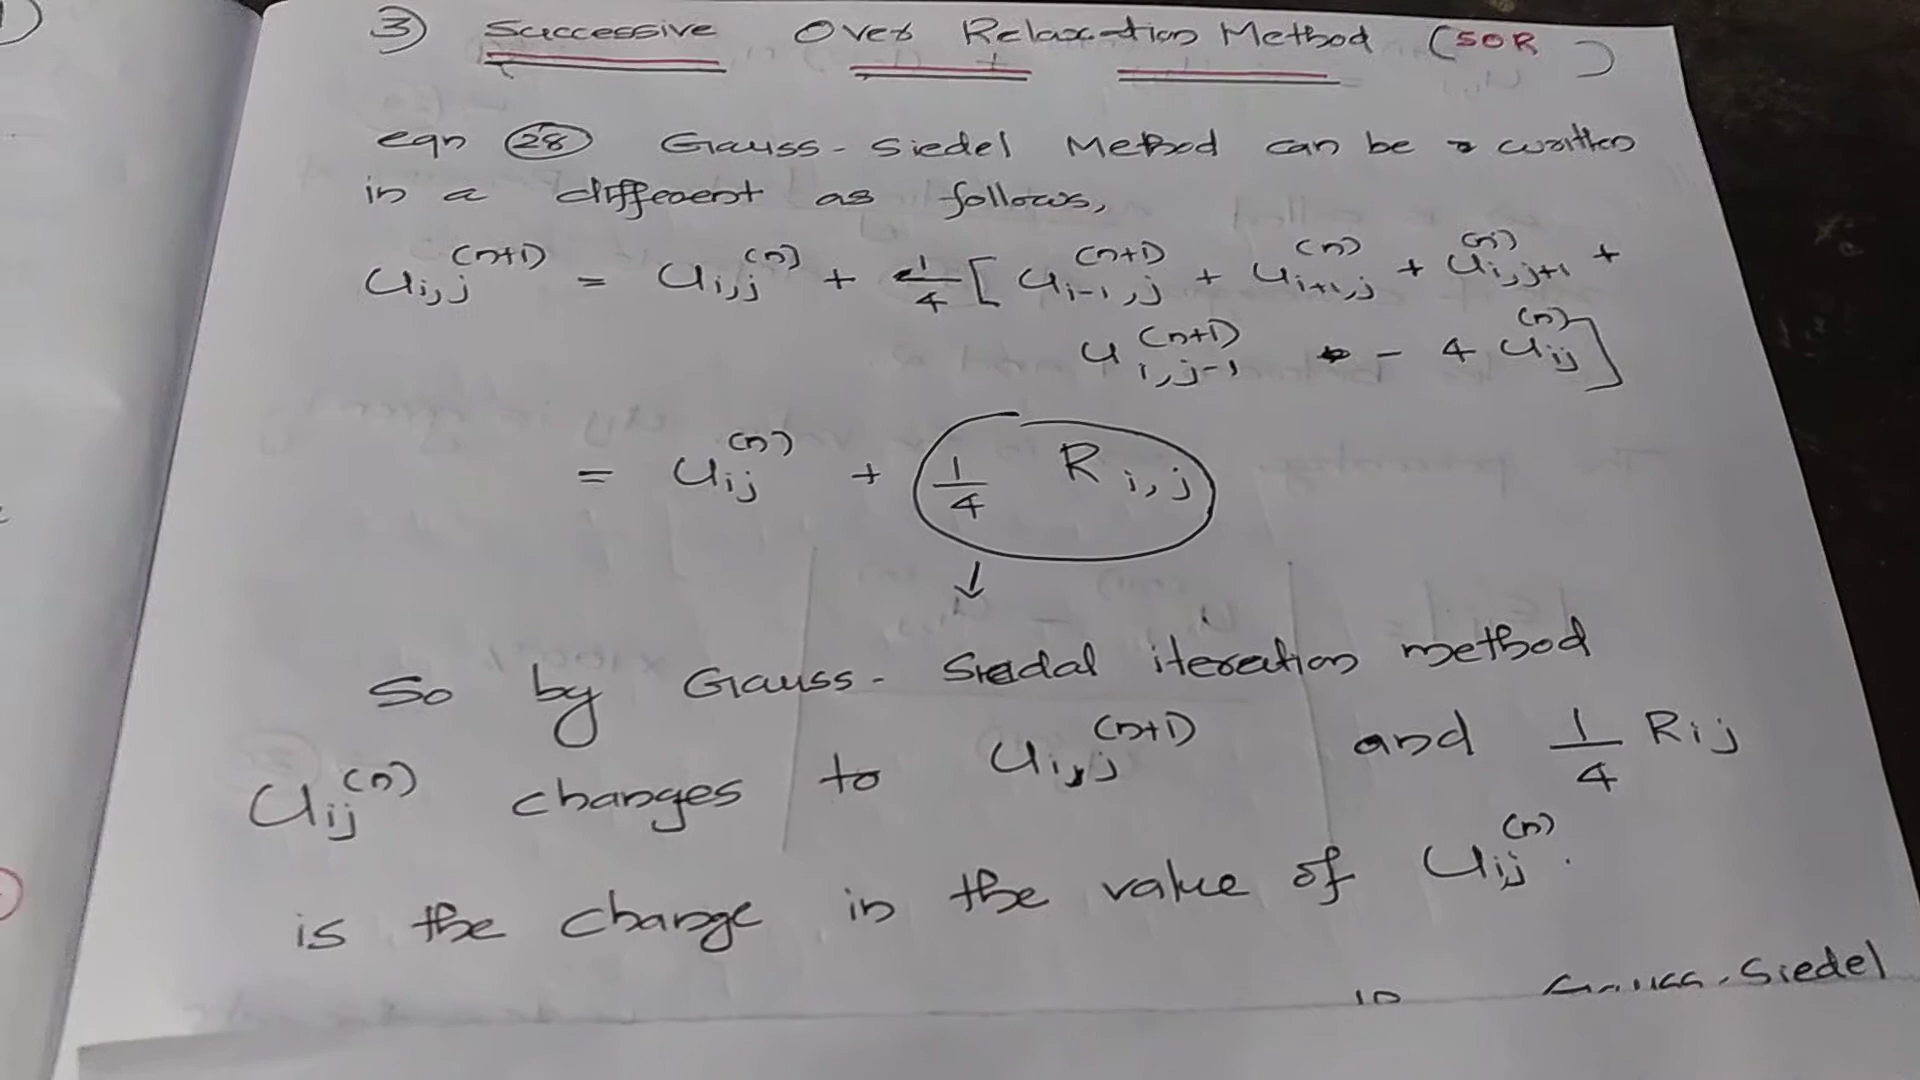 3) Successive Over Relaxation Method (SOR)
eqn (28) Gauss - Siedel Method can be written
in a different as follows,
u_{i,j}^{(n+1)} = u_{i,j}^{(n)} + 1/4 [ u_{i-1,j}^{(n+1)} + u_{i+1,j}^{(n)} + u_{i,j+1}^{(n)} +
u_{i,j-1}^{(n+1)} - 4 u_{ij}^{(n)} ]
= u_{ij}^{(n)} + 1/4 R_{i,j}
↓
So by Gauss - Siedal iteration method
u_{ij}^{(n)} changes to u_{i,j}^{(n+1)} and 1/4 R_{ij}
is the change in the value of u_{ij}^{(n)}.
Gauss - Siedel